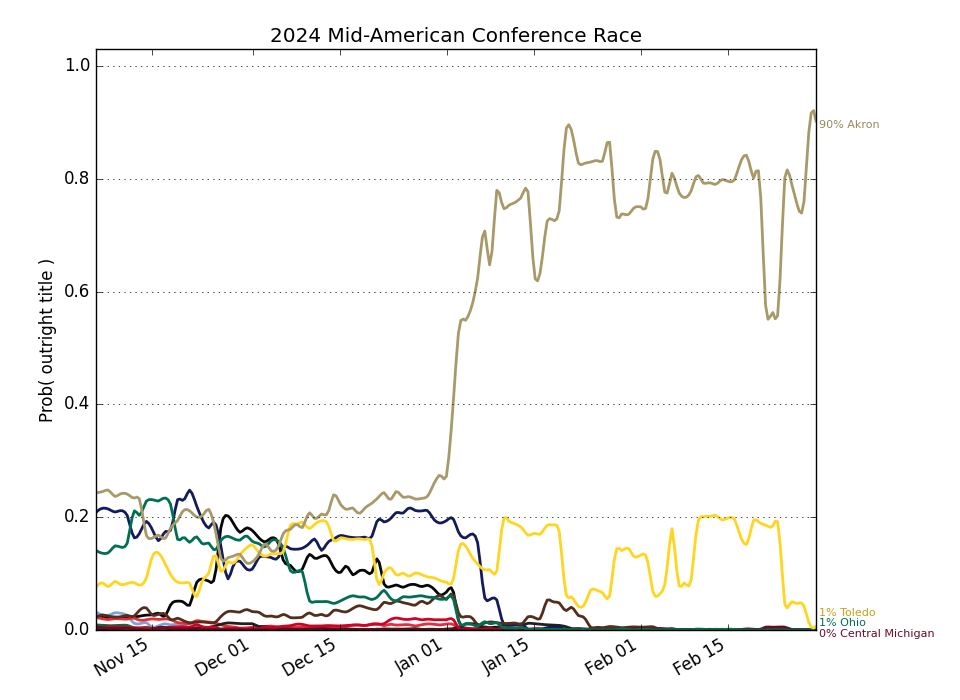 2024 Mid-American Conference Race
Prob( outright title )
1.0
0.8
0.6
0.4
0.2
0.0
90% Akron
1% Toledo
1% Ohio
0% Central Michigan
Nov 15
Dec 01
Dec 15
Jan 01
Jan 15
Feb 01
Feb 15